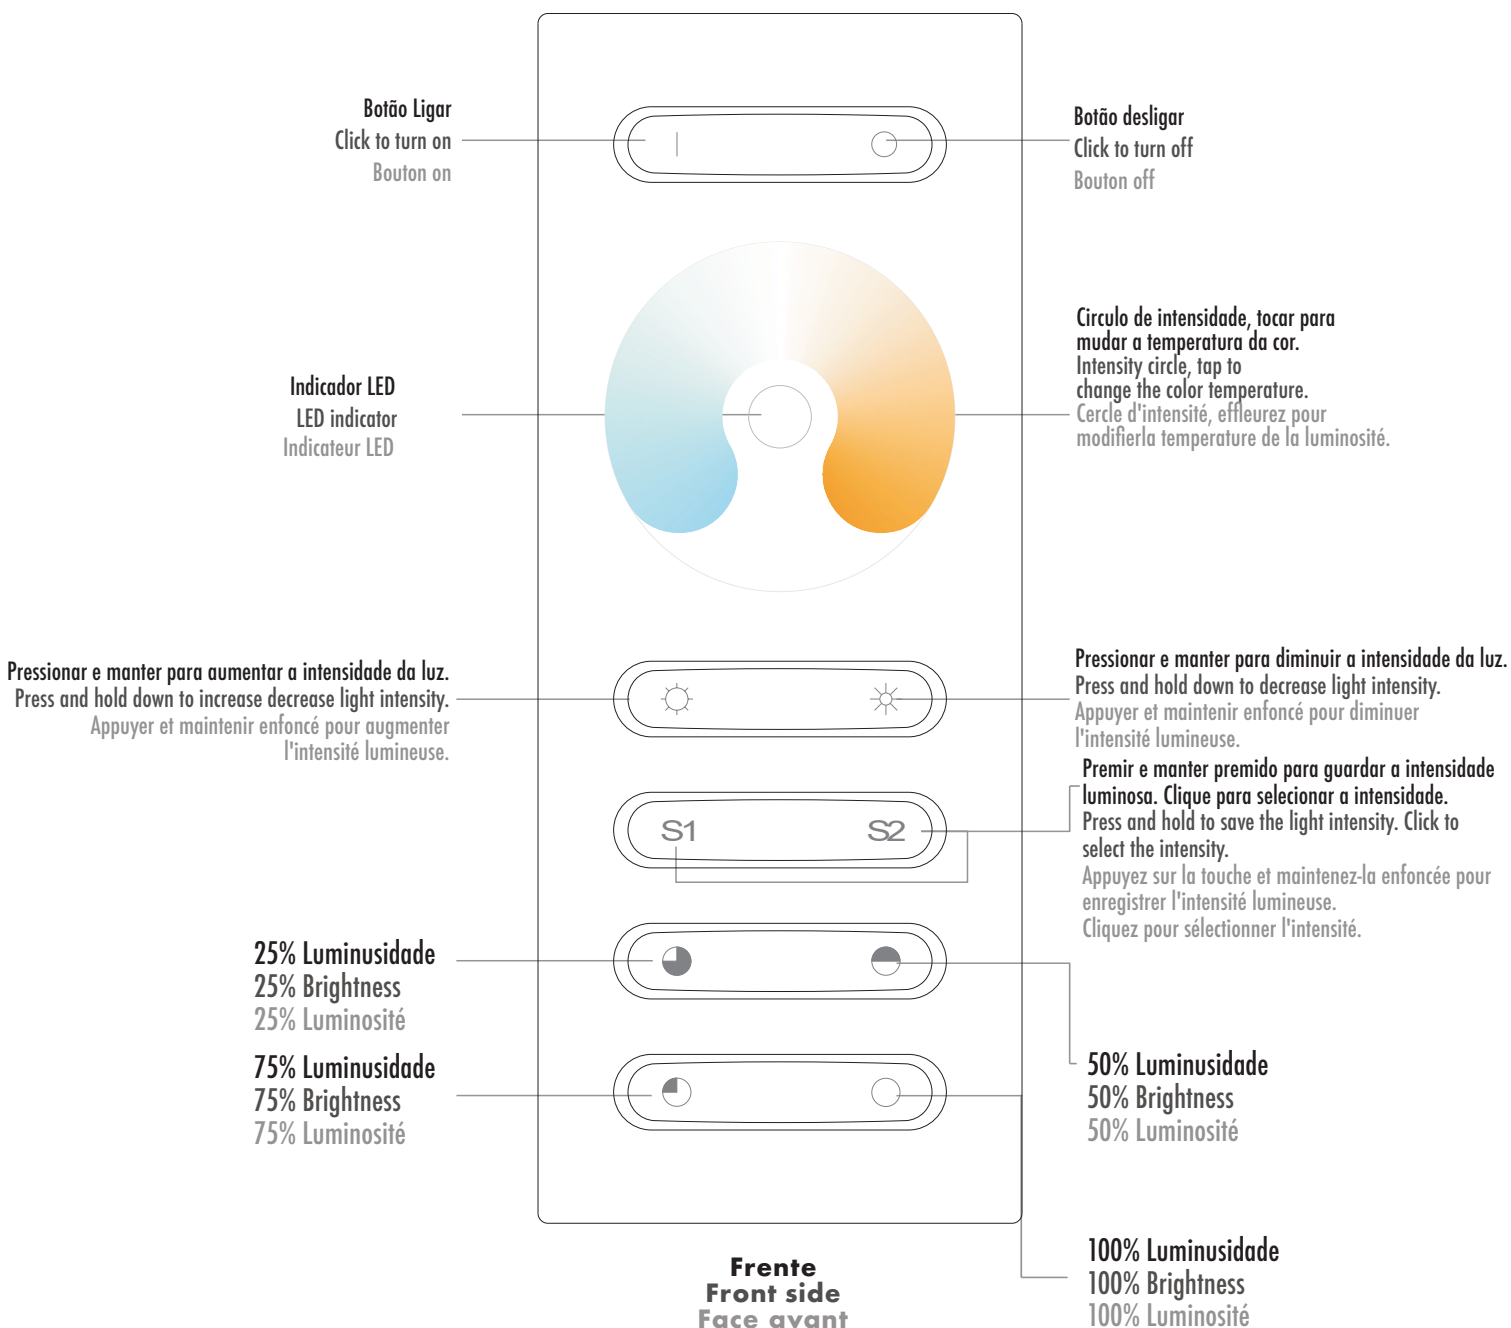 Botão Ligar
Click to turn on
Bouton on
Botão desligar
Click to turn off
Bouton off
Indicador LED
LED indicator
Indicateur LED
Circulo de intensidade, tocar para
mudar a temperatura da cor.
Intensity circle, tap to
change the color temperature.
Cercle d'intensité, effleurez pour
modifierla temperature de la luminosité.
Pressionar e manter para aumentar a intensidade da luz.
Press and hold down to increase decrease light intensity.
Appuyer et maintenir enfoncé pour augmenter
l'intensité lumineuse.
Pressionar e manter para diminuir a intensidade da luz.
Press and hold down to decrease light intensity.
Appuyer et maintenir enfoncé pour diminuer
l'intensité lumineuse.
S1 S2
Premir e manter premido para guardar a intensidade
luminosa. Clique para selecionar a intensidade.
Press and hold to save the light intensity. Click to
select the intensity.
Appuyez sur la touche et maintenez-la enfoncée pour
enregistrer l'intensité lumineuse.
Cliquez pour sélectionner l'intensité.
25% Luminusidade
25% Brightness
25% Luminosité
75% Luminusidade
75% Brightness
75% Luminosité
50% Luminusidade
50% Brightness
50% Luminosité
100% Luminusidade
100% Brightness
100% Luminosité
Frente
Front side
Face avant